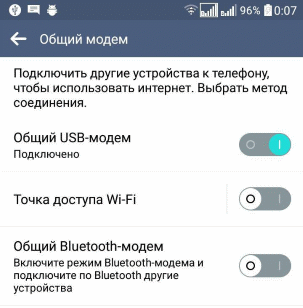 96% 0:07
Общий модем
Подключить другие устройства к телефону,
чтобы использовать интернет. Выбрать метод
соединения.
Общий USB-модем
Подключено
Точка доступа Wi-Fi
Общий Bluetooth-модем
Включите режим Bluetooth-модема и
подключите по Bluetooth другие
устройства